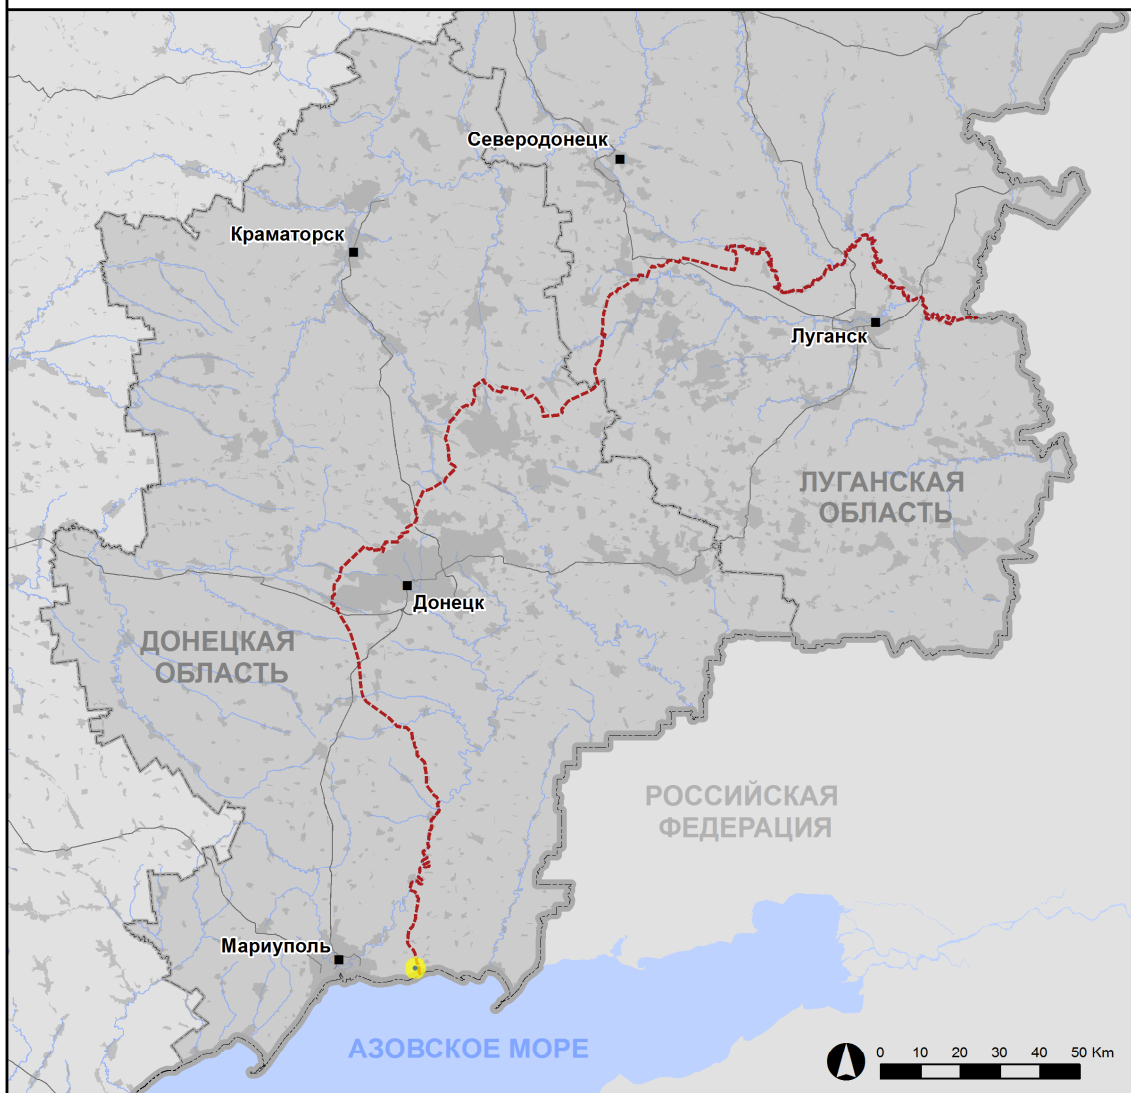 Северодонецк
Краматорск
Луганск
ЛУГАНСКАЯ
ОБЛАСТЬ
Донецк
ДОНЕЦКАЯ
ОБЛАСТЬ
РОССИЙСКАЯ
ФЕДЕРАЦИЯ
Мариуполь
АЗОВСКОЕ МОРЕ
0 10 20 30 40 50 Km